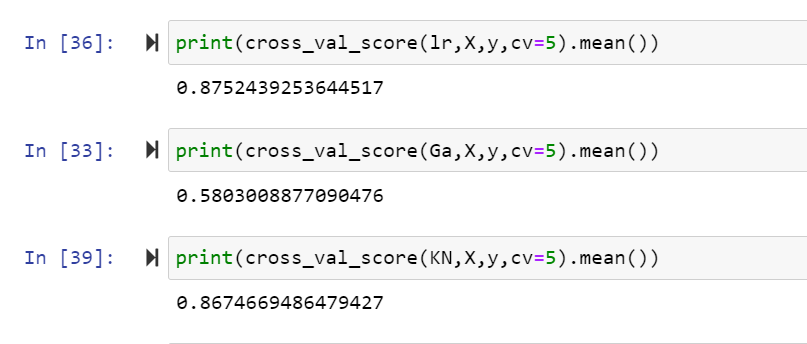 In [36]: print(cross_val_score(lr,X,y,cv=5).mean())
0.8752439253644517
In [33]: print(cross_val_score(Ga,X,y,cv=5).mean())
0.5803008877090476
In [39]: print(cross_val_score(KN,X,y,cv=5).mean())
0.8674669486479427